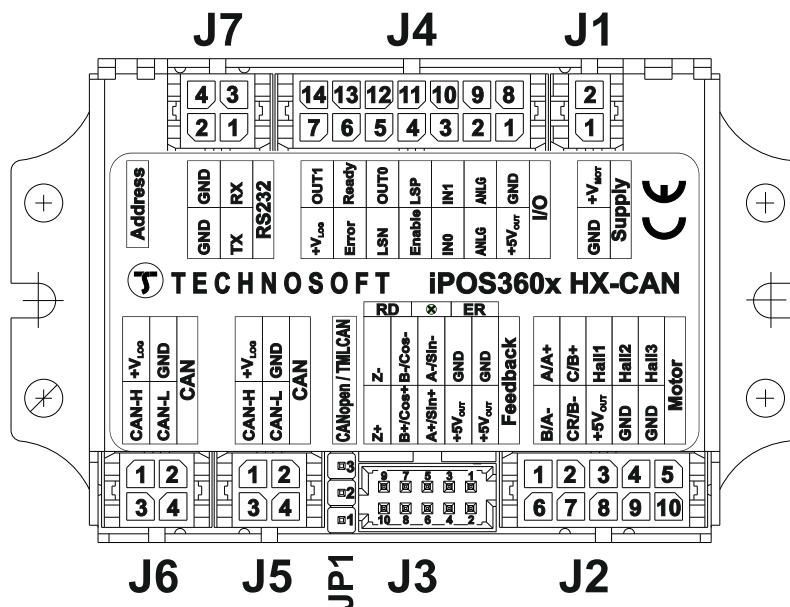 J7 J4 J1
4 3 14 13 12 11 10 9 8 2
2 1 7 6 5 4 3 2 1 1
Address
GND RX
GND TX
RS232
OUT1 Ready OUT0 LSP IN1 ANLG GND
+VLOG Error LSN Enable IN0 ANLG +5VOUT
I/O
+VMOT
GND
Supply
CE
TECHNOSOFT iPOS360x HX-CAN
RD ER
+VLOG GND
CAN-H CAN-L
CAN
+VLOG GND
CAN-H CAN-L
CAN
CANopen / TMLCAN
Z- B-/Cos- A-/Sin- GND GND
Z+ B+/Cos+ A+/Sin+ +5VOUT +5VOUT
Feedback
A/A+ C/B+ Hall1 Hall2 Hall3
B/A- CR/B- +5VOUT GND GND
Motor
1 2 1 2 3 9 7 5 3 1 1 2 3 4 5
3 4 3 4 2 1 10 8 6 4 2 6 7 8 9 10
J6 J5 JP1 J3 J2